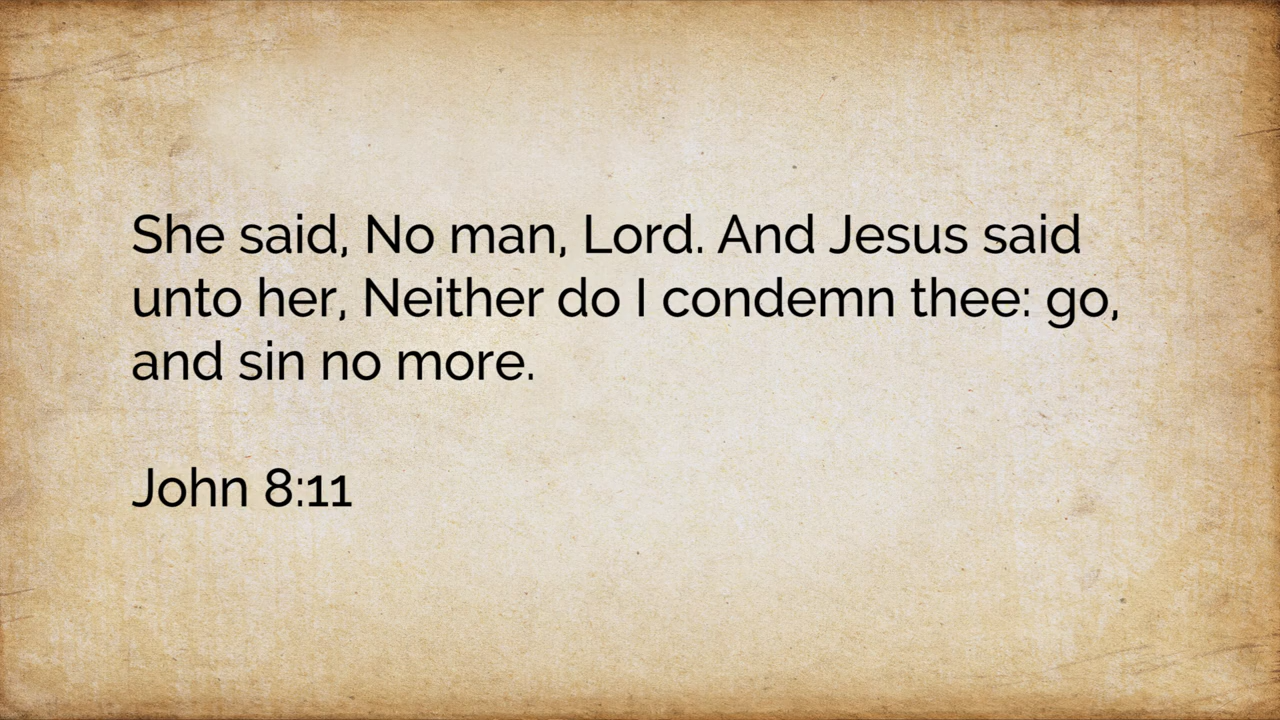 She said, No man, Lord. And Jesus said
unto her, Neither do I condemn thee: go,
and sin no more.
John 8:11